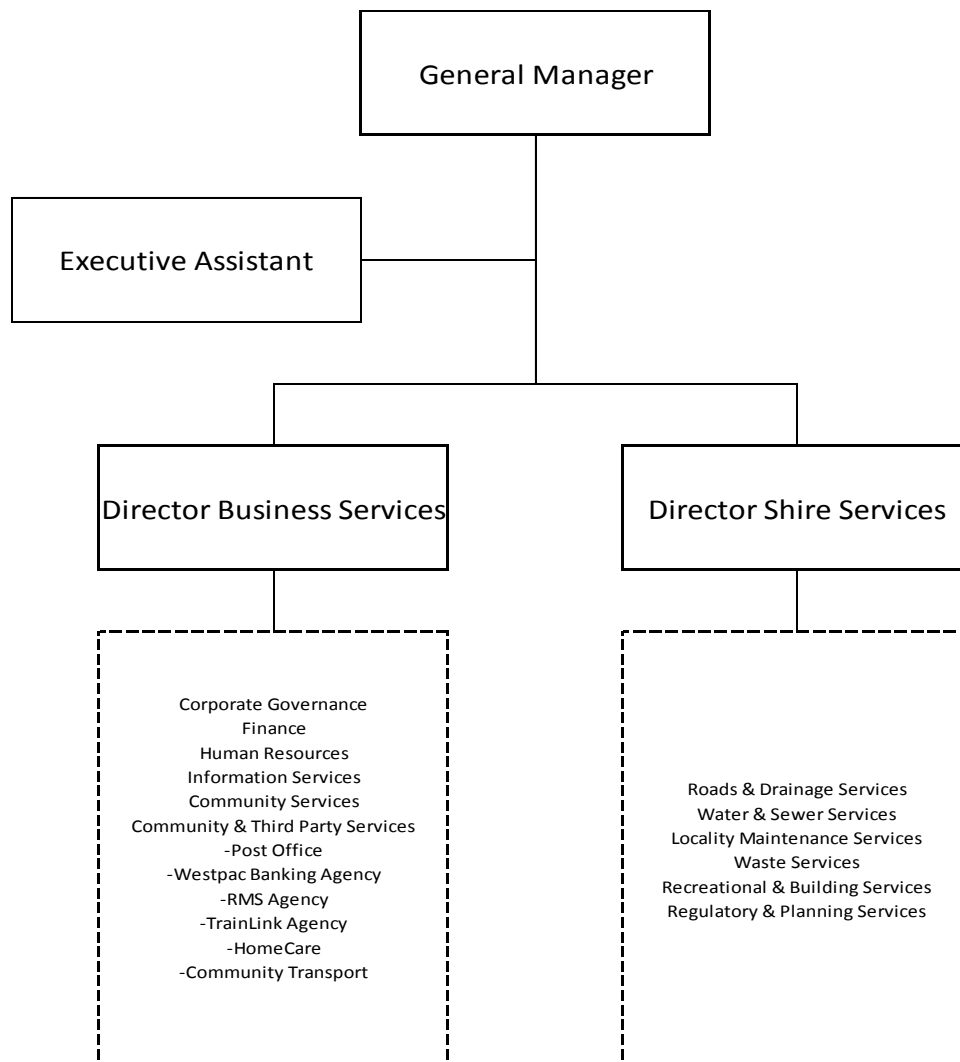 General Manager
Executive Assistant
Director Business Services
Director Shire Services
Corporate Governance
Finance
Human Resources
Information Services
Community Services
Community & Third Party Services
-Post Office
-Westpac Banking Agency
-RMS Agency
-TrainLink Agency
-HomeCare
-Community Transport
Roads & Drainage Services
Water & Sewer Services
Locality Maintenance Services
Waste Services
Recreational & Building Services
Regulatory & Planning Services